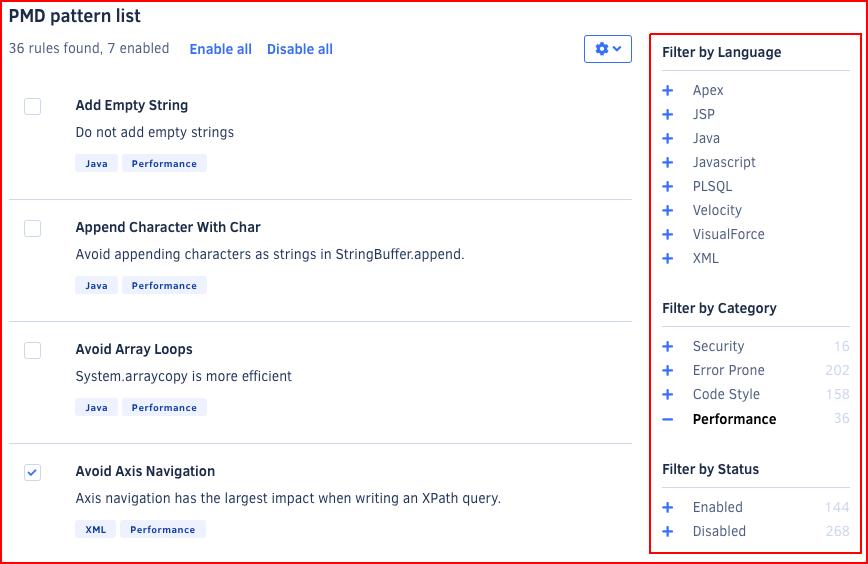 PMD pattern list
36 rules found, 7 enabled Enable all Disable all
Add Empty String
Do not add empty strings
Java Performance
Append Character With Char
Avoid appending characters as strings in StringBuffer.append.
Java Performance
Avoid Array Loops
System.arraycopy is more efficient
Java Performance
Avoid Axis Navigation
Axis navigation has the largest impact when writing an XPath query.
XML Performance
Filter by Language
Apex
JSP
Java
Javascript
PLSQL
Velocity
VisualForce
XML
Filter by Category
Security 16
Error Prone 202
Code Style 158
Performance 36
Filter by Status
Enabled 144
Disabled 268